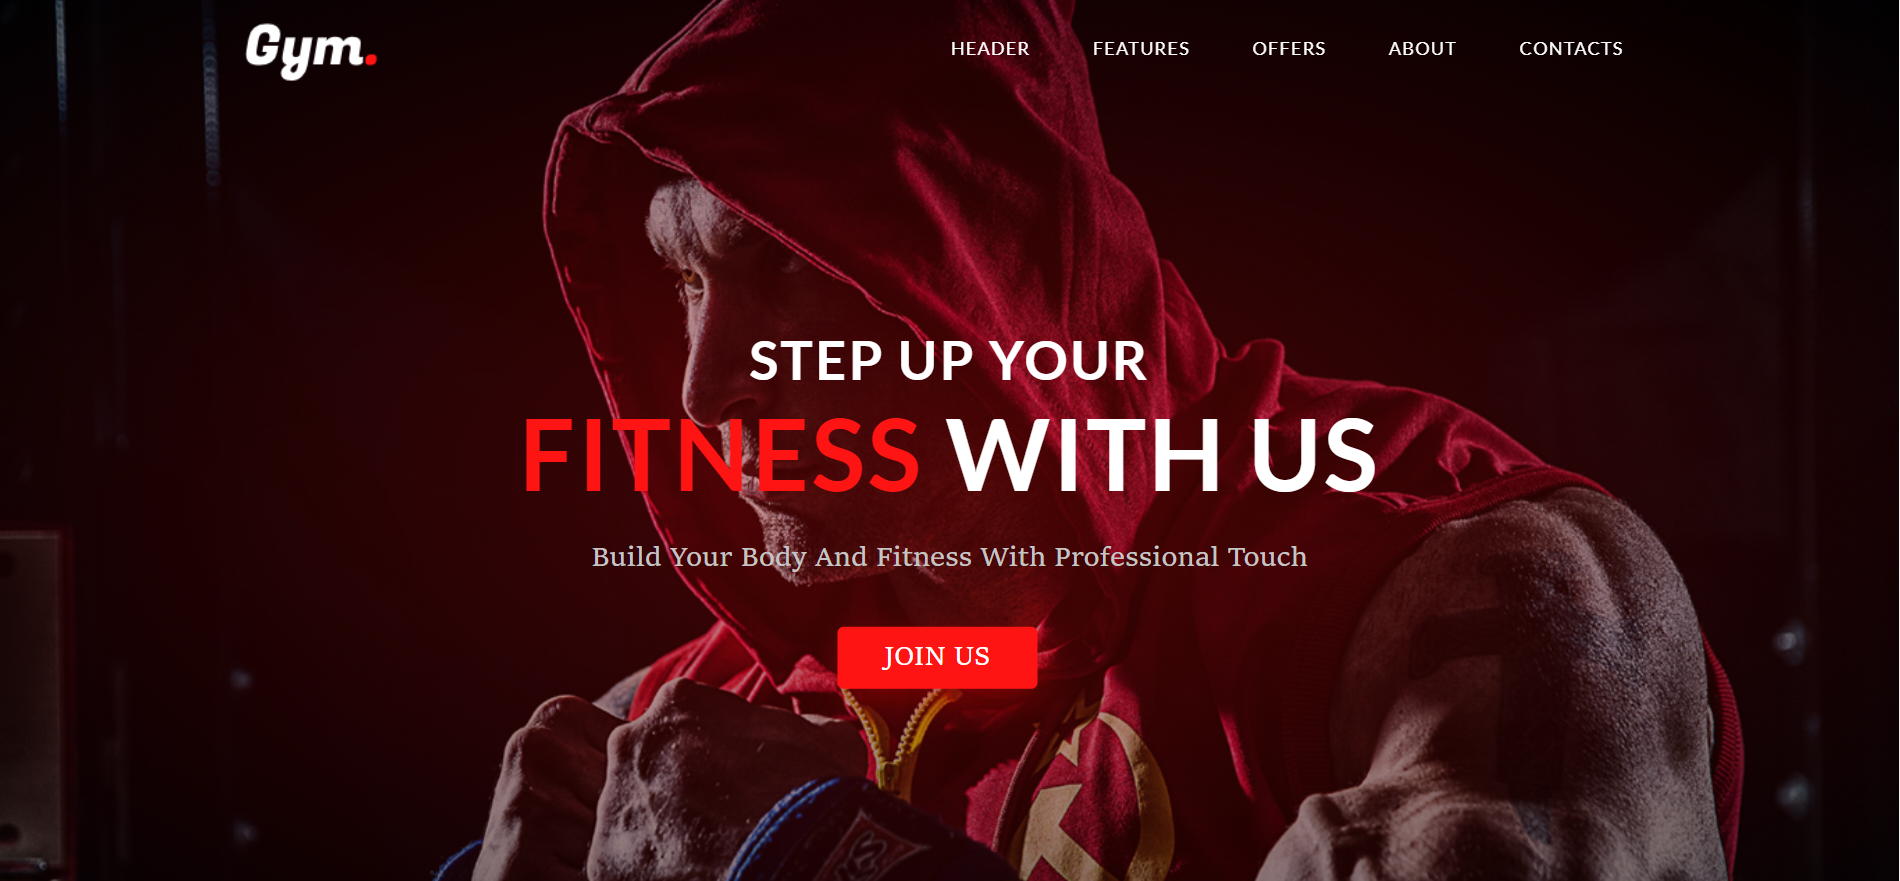 Gym.
HEADER FEATURES OFFERS ABOUT CONTACTS
STEP UP YOUR
FITNESS WITH US
Build Your Body And Fitness With Professional Touch
JOIN US